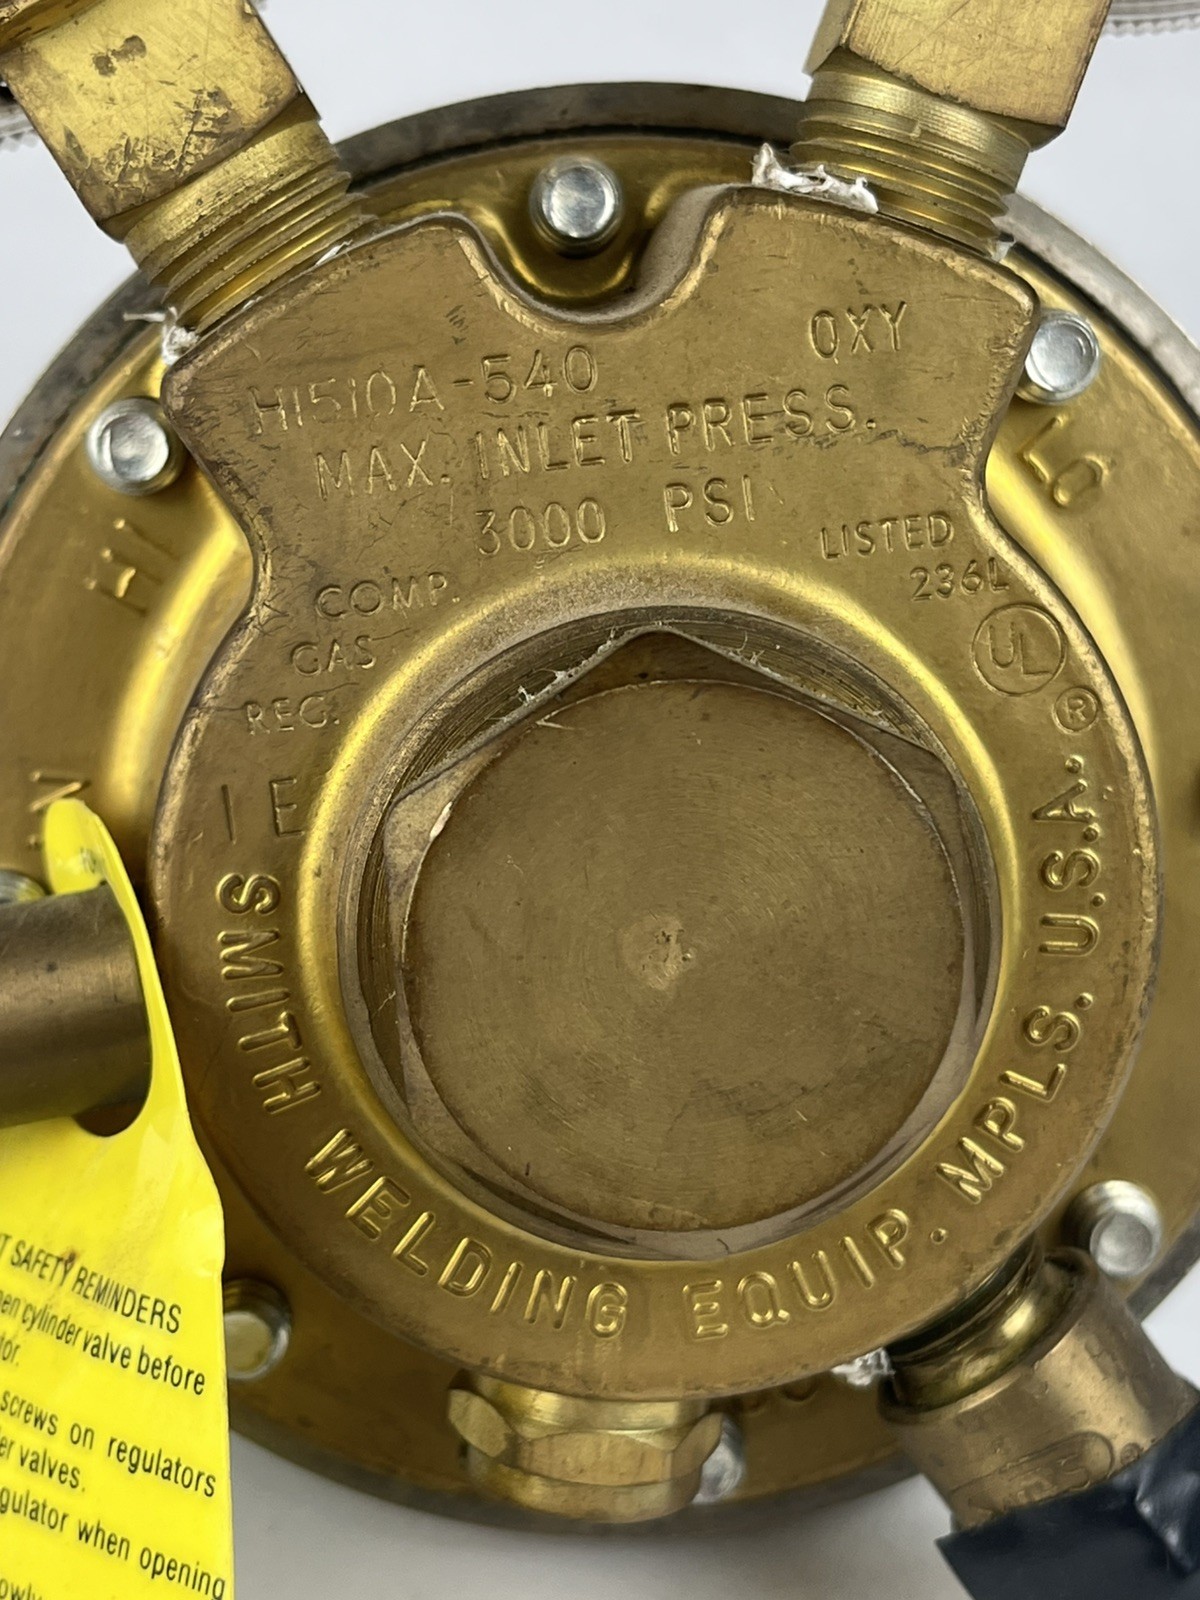 OXY
H1510A-540
MAX. INLET PRESS.
3000 PSI
LISTED
236L
UL
®
COMP.
GAS
REG.
I E
HI
LO
IN
SMITH WELDING EQUIP. MPLS. U.S.A.
SAFETY REMINDERS
cylinder valve before
screws on regulators
valves.
when opening